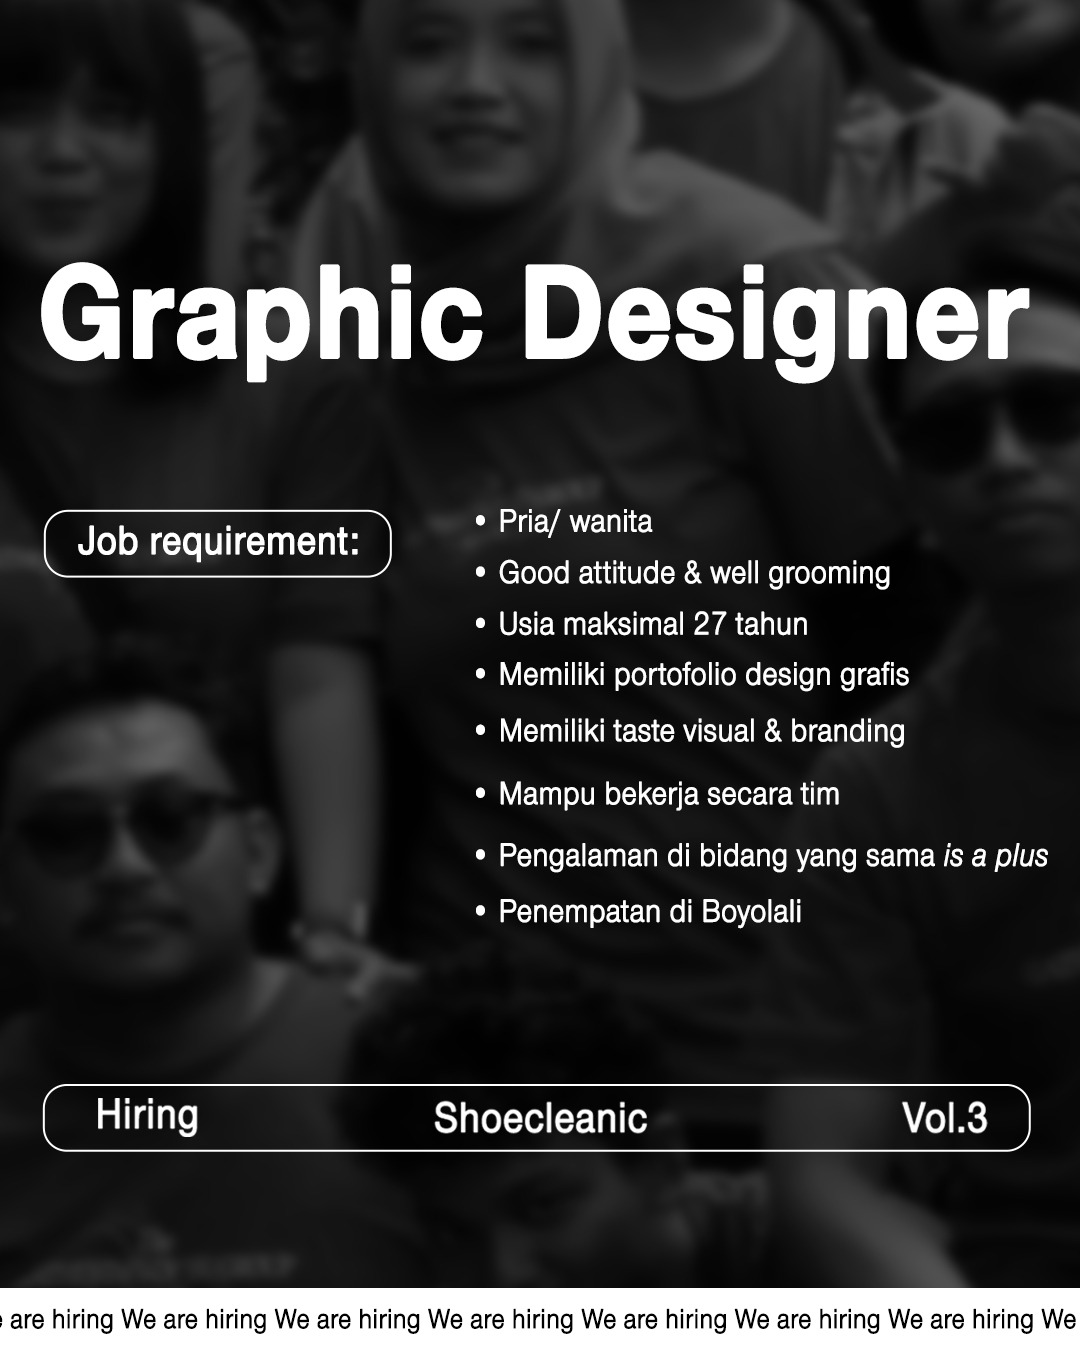 Graphic Designer
Job requirement:
• Pria/ wanita
• Good attitude & well grooming
• Usia maksimal 27 tahun
• Memiliki portofolio design grafis
• Memiliki taste visual & branding
• Mampu bekerja secara tim
• Pengalaman di bidang yang sama is a plus
• Penempatan di Boyolali
Hiring Shoecleanic Vol.3
e are hiring We are hiring We are hiring We are hiring We are hiring We are hiring We are hiring We